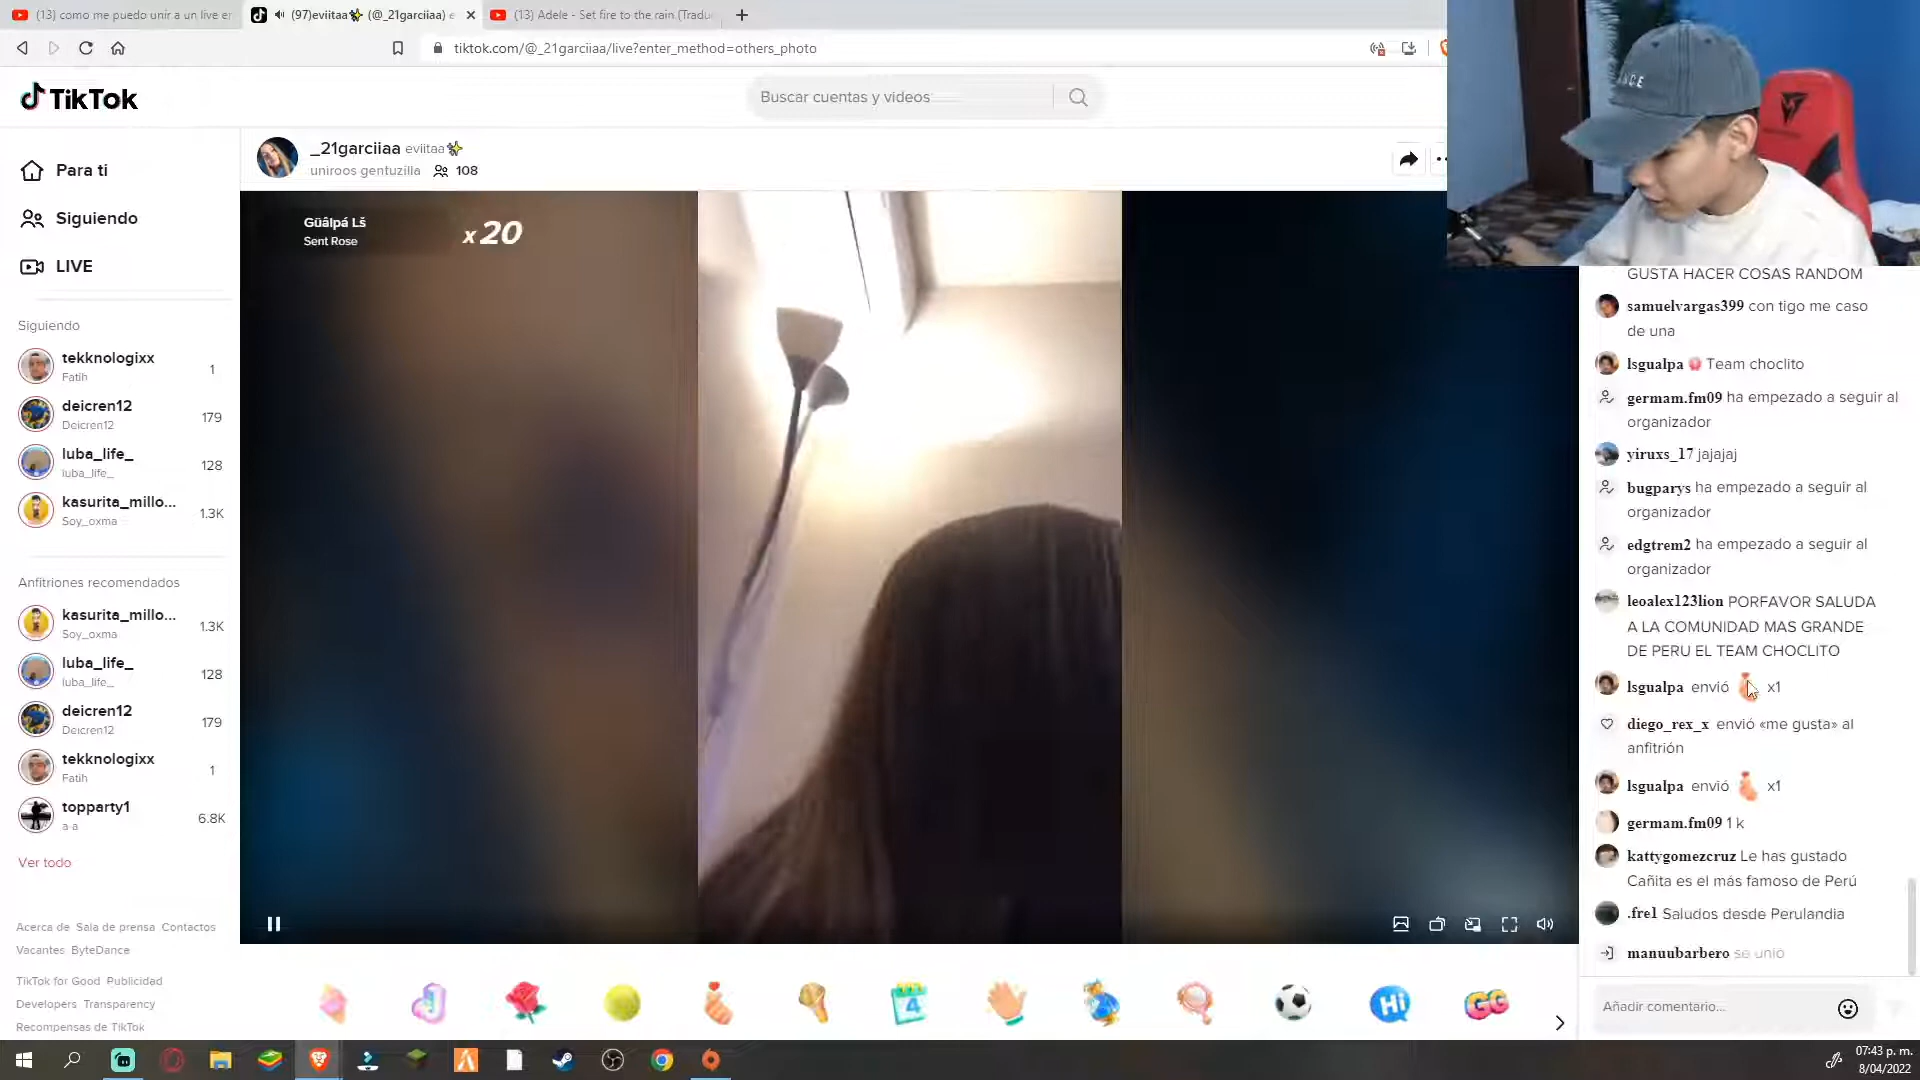 (13) como me puedo unir a un live en
(97)eviitaa✨ (@_21garciiaa) e
(13) Adele - Set fire to the rain.(Tradu
tiktok.com/@_21garciiaa/live?enter_method=others_photo
TikTok
Buscar cuentas y videos
Para ti
Siguiendo
LIVE
Siguiendo
tekknologixx
Fatih
1
deicren12
Deicren12
179
luba_life_
luba_life_
128
kasurita_millo...
Soy_oxma
1.3K
Anfitriones recomendados
kasurita_millo...
Soy_oxma
1.3K
luba_life_
luba_life_
128
deicren12
Deicren12
179
tekknologixx
Fatih
1
topparty1
a a
6.8K
Ver todo
Acerca de Sala de prensa Contactos
Vacantes ByteDance
TikTok for Good Publicidad
Developers Transparency
Recompensas de TikTok
_21garciiaa eviitaa✨
uniroos gentuzilla 108
Güâlpá Lš
Sent Rose
x 20
GUSTA HACER COSAS RANDOM
samuelvargas399 con tigo me caso
de una
lsgualpa Team choclito
germam.fm09 ha empezado a seguir al
organizador
yiruxs_17 jajajaj
bugparys ha empezado a seguir al
organizador
edgtrem2 ha empezado a seguir al
organizador
leoalex123lion PORFAVOR SALUDA
A LA COMUNIDAD MAS GRANDE
DE PERU EL TEAM CHOCLITO
lsgualpa envió x1
diego_rex_x envió «me gusta» al
anfitrión
lsgualpa envió x1
germam.fm09 1 k
kattygomezcruz Le has gustado
Cañita es el más famoso de Perú
.fre1 Saludos desde Perulandia
manuubarbero se unió
Añadir comentario...
4
Hi
GG
07:43 p. m.
8/04/2022